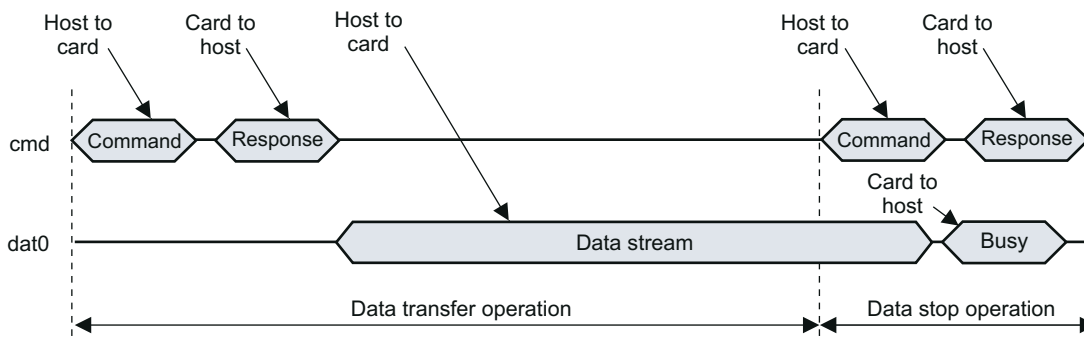 Host to
card
Card to
host
Host to
card
Host to
card
Card to
host
cmd
Command
Response
Command
Response
Card to
host
dat0
Data stream
Busy
Data transfer operation
Data stop operation